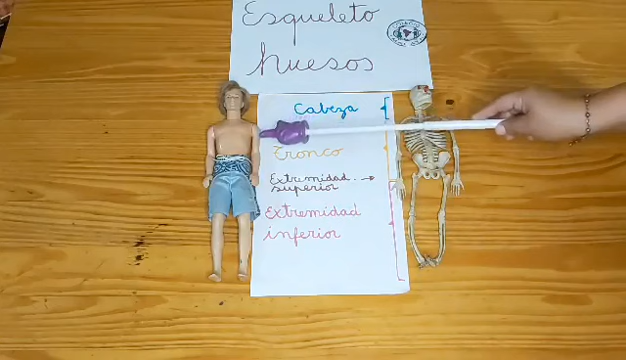 Esqueleto
huesos
Cabeza
Tronco
Extremidad
superior
Extremidad
inferior